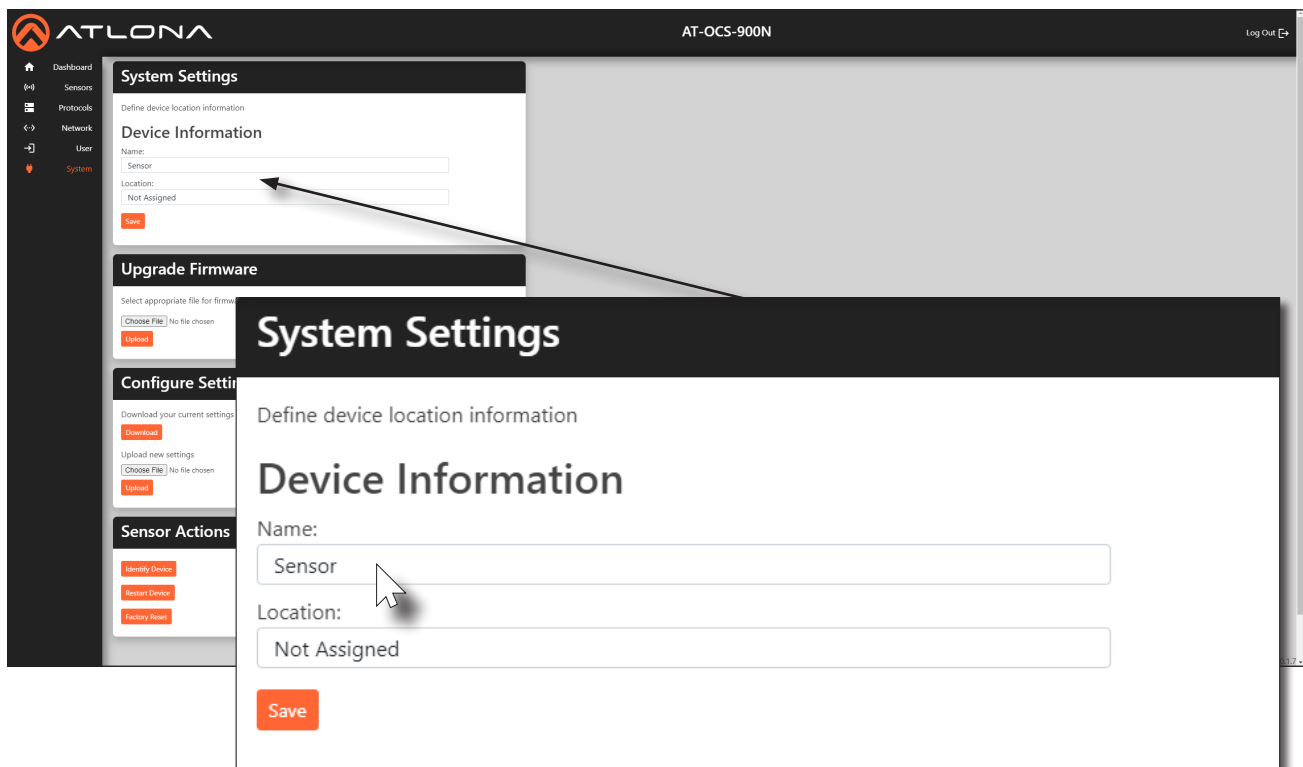 ATLONA
AT-OCS-900N
Log Out
Dashboard
Sensors
Protocols
Network
User
System
System Settings
Define device location information
Device Information
Name:
Sensor
Location:
Not Assigned
Save
Upgrade Firmware
Select appropriate file for
Choose File No file chosen
Upload
Configure
Download your current settings
Download
Upload new settings
Choose File No file chosen
Upload
Sensor Actions
Identify Device
Restart Device
Factory Reset
System Settings
Define device location information
Device Information
Name:
Sensor
Location:
Not Assigned
Save